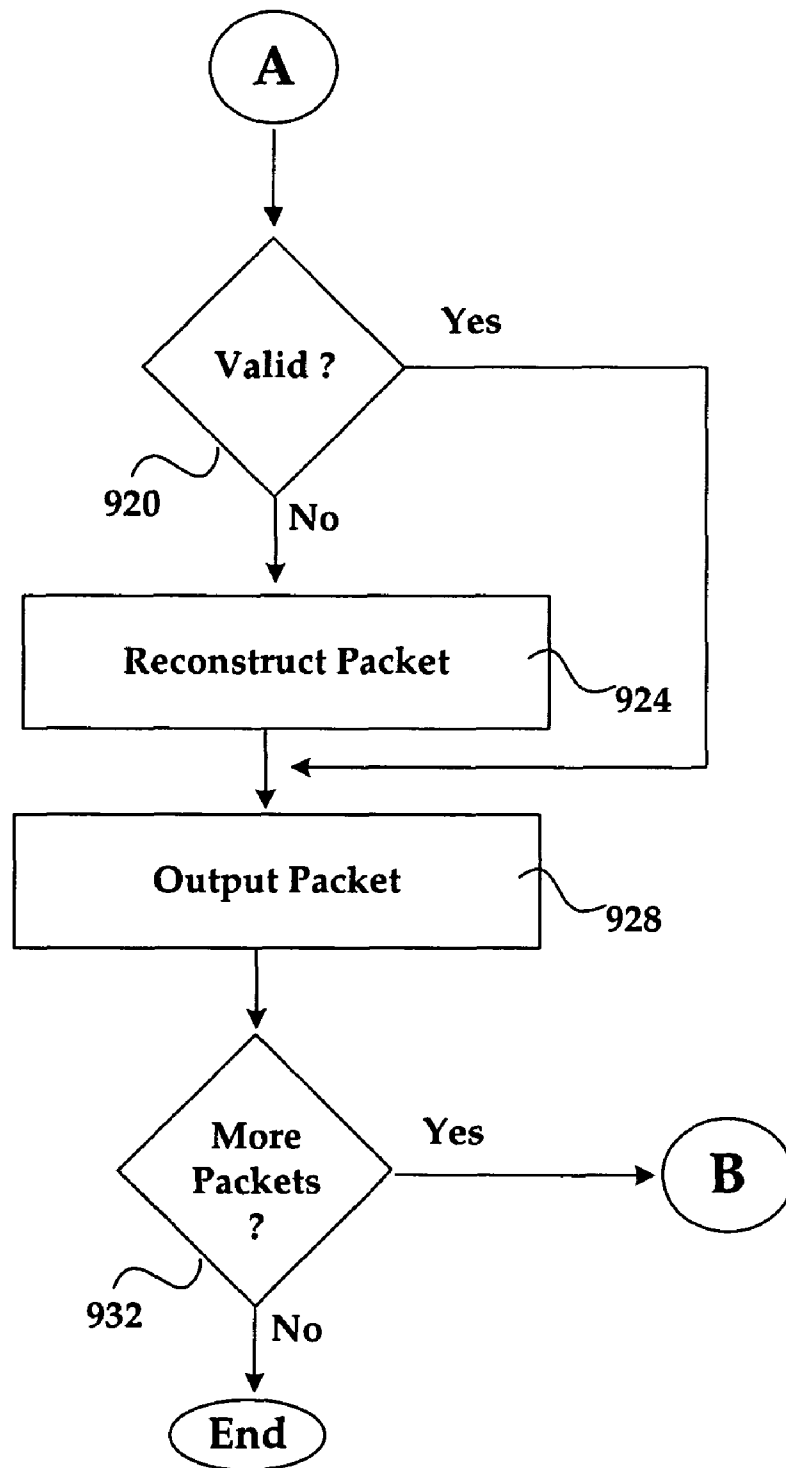 A
Yes
Valid ?
920
No
Reconstruct Packet
924
Output Packet
928
More
Packets
?
Yes
B
932
No
End